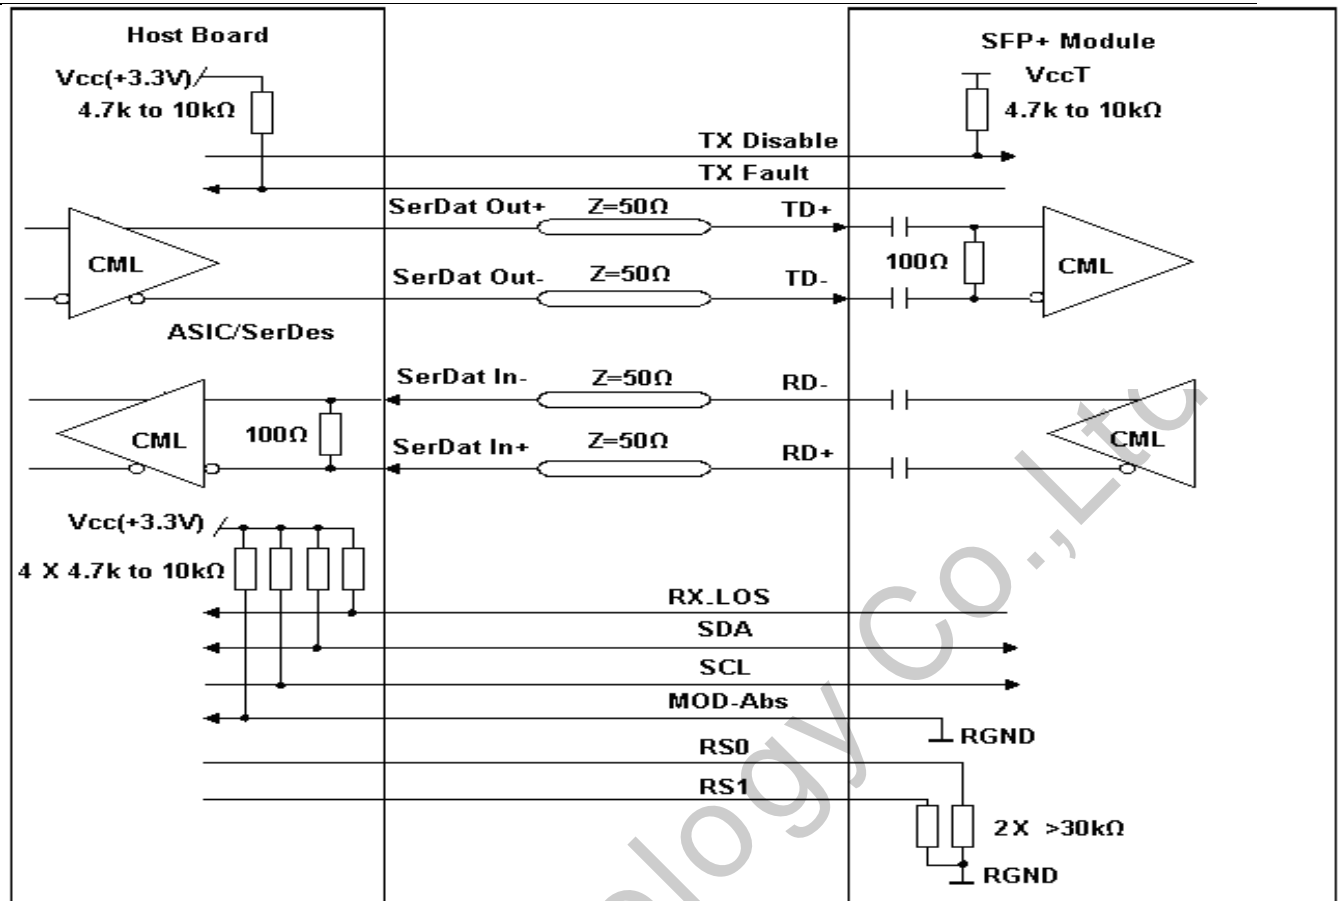 Host Board
SFP+ Module
Vcc(+3.3V)
VccT
4.7k to 10kΩ
4.7k to 10kΩ
TX Disable
TX Fault
SerDat Out+
Z=50Ω
TD+
CML
100Ω
CML
SerDat Out-
Z=50Ω
TD-
ASIC/SerDes
SerDat In-
Z=50Ω
RD-
CML
100Ω
SerDat In+
Z=50Ω
RD+
CML
Vcc(+3.3V)
4 X 4.7k to 10kΩ
RX_LOS
SDA
SCL
MOD-Abs
RGND
RS0
RS1
2X >30kΩ
RGND
ology Co.,Ltd